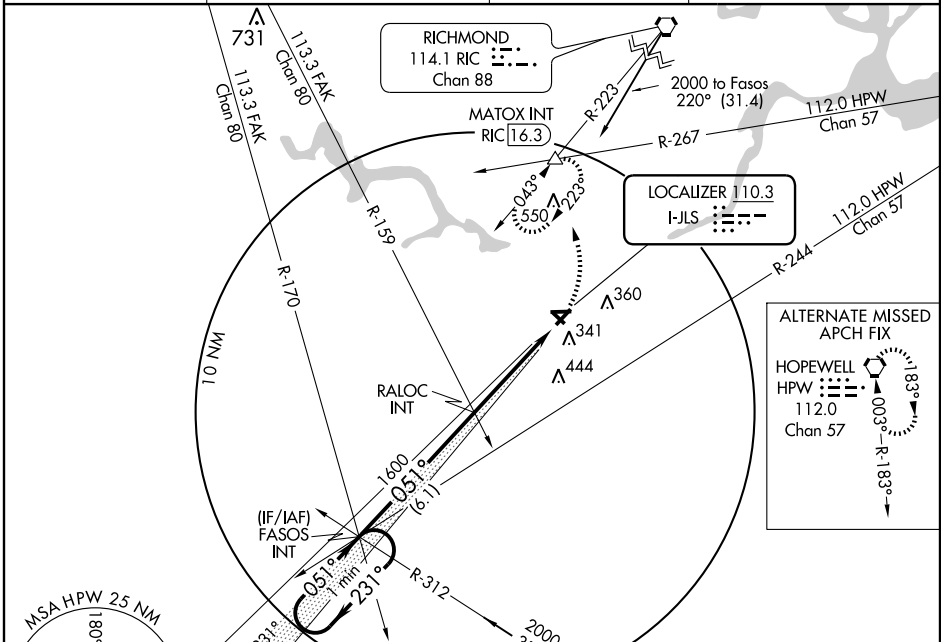 731
113.3 FAK
Chan 80
113.3 FAK
Chan 80
RICHMOND
114.1 RIC
Chan 88
R-223
2000 to Fasos
220° (31.4)
MATOX INT
RIC 16.3
112.0 HPW
Chan 57
R-267
043°
550
223°
LOCALIZER 110.3
I-JLS
112.0 HPW
Chan 57
R-244
R-159
R-170
10 NM
360
341
444
ALTERNATE MISSED
APCH FIX
HOPEWELL
HPW
112.0
Chan 57
183°
003°
R-183°
RALOC
INT
1600
051°
(6.1)
(IF/IAF)
FASOS
INT
051°
1 min
231°
R-312
2000
MSA HPW 25 NM
180°
231°